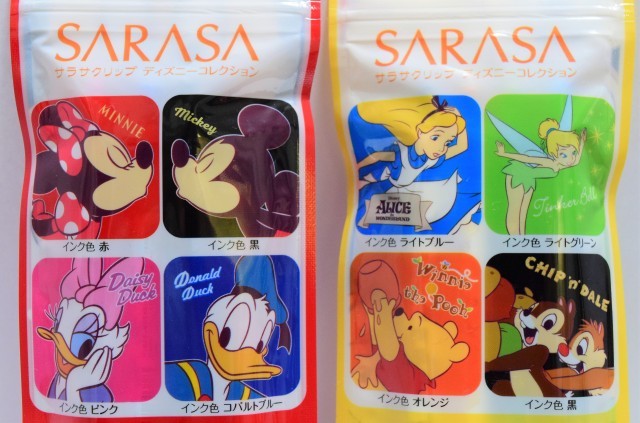 SARASA
サラサクリップ ディズニーコレクション
MINNIE
Mickey
インク色 赤
インク色 黒
Daisy
Duck
Donald
Duck
インク色 ピンク
インク色 コバルトブルー
SARASA
サラサクリップ ディズニーコレクション
ALICE
IN
WONDERLAND
Tinker Bell
インク色 ライトブルー
インク色 ライトグリーン
Winnie
the Pooh
CHIP 'n' DALE
インク色 オレンジ
インク色 黒